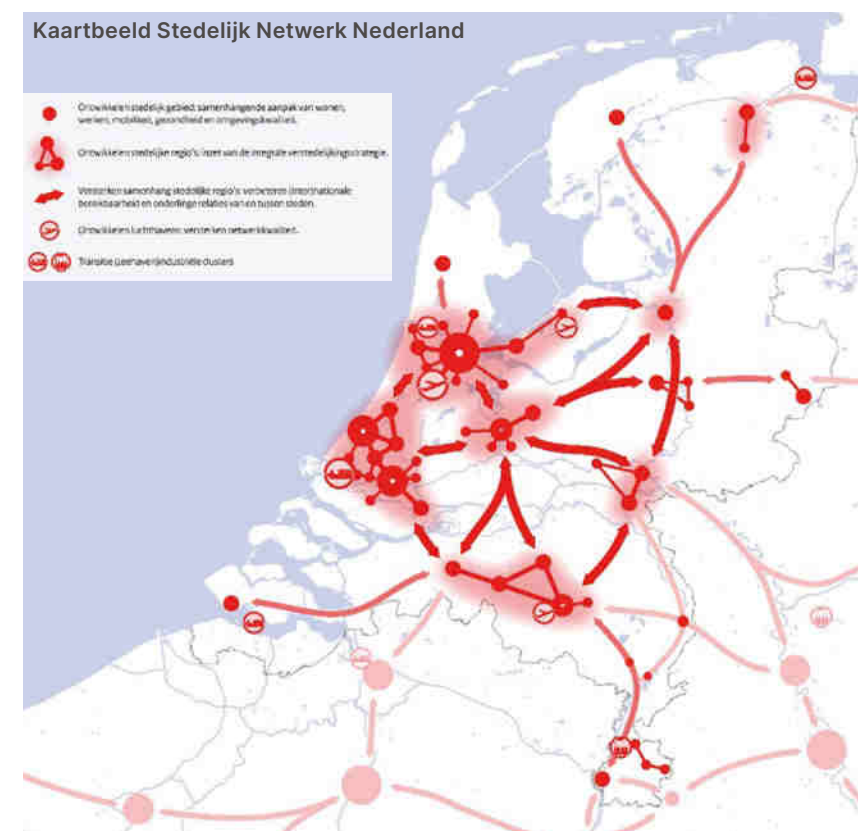 Kaartbeeld Stedelijk Netwerk Nederland
Ontwikkelen stedelijk gebied: samenhangende aanpak van wonen,
werken, mobiliteit, gezondheid en omgevingskwaliteit.
Ontwikkelen stedelijke regio's: inzet van de integrale verstedelijkingsstrategie.
Versterken samenhang stedelijke regio's: verbeteren (inter)nationale
bereikbaarheid en onderlinge relaties van en tussen steden.
Ontwikkelen luchthavens: versterken netwerkkwaliteit.
Transitie (zeehaven)industriële clusters